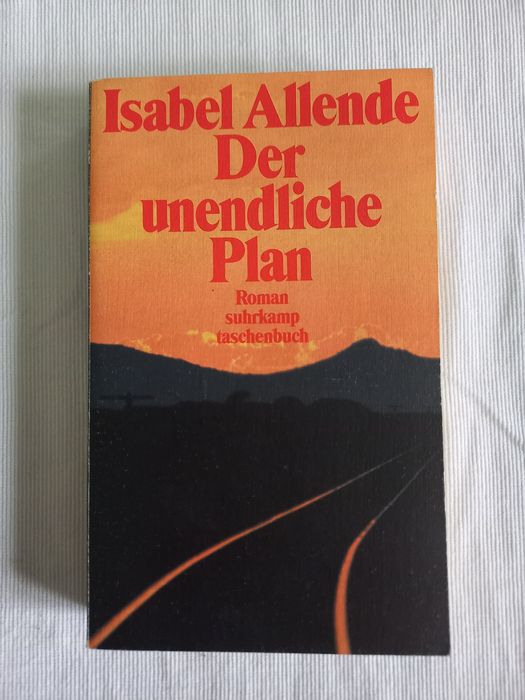 Isabel Allende
Der
unendliche
Plan
Roman
suhrkamp
taschenbuch